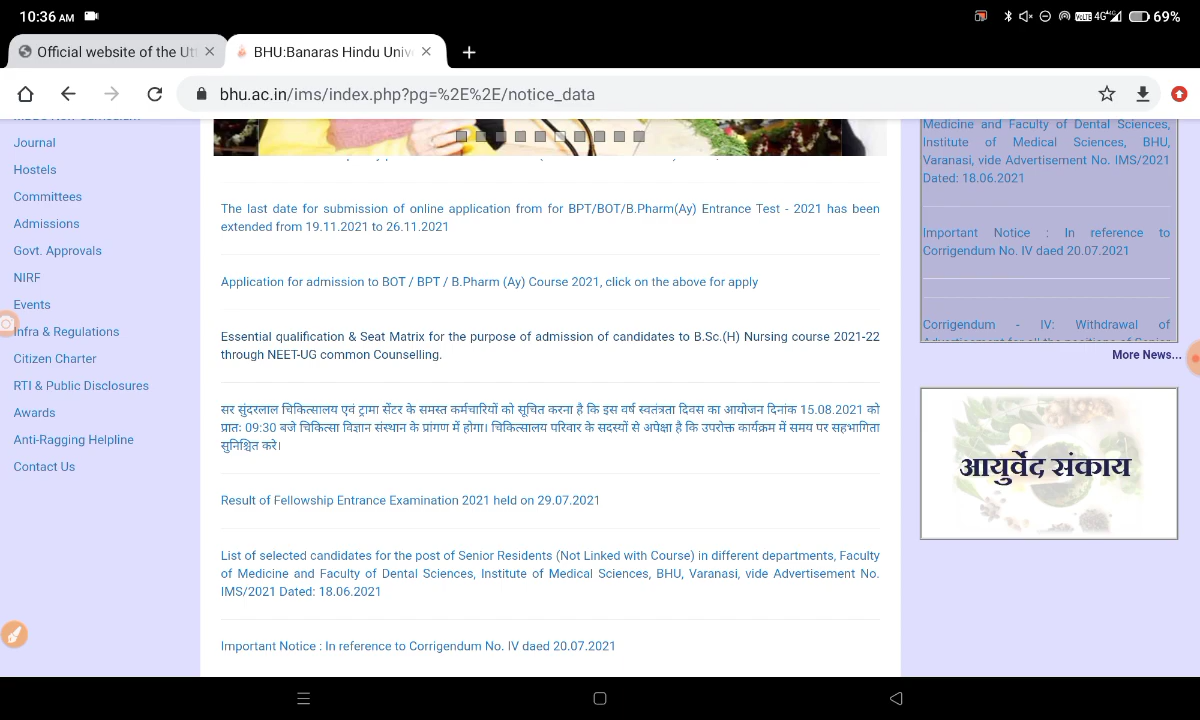 10:36 AM
4G
69%
Official website of the Utt
BHU:Banaras Hindu Univ
bhu.ac.in/ims/index.php?pg=%2E%2E/notice_data
Journal
Hostels
Committees
Admissions
Govt. Approvals
NIRF
Events
Infra & Regulations
Citizen Charter
RTI & Public Disclosures
Awards
Anti-Ragging Helpline
Contact Us
The last date for submission of online application from for BPT/BOT/B.Pharm(Ay) Entrance Test - 2021 has been
extended from 19.11.2021 to 26.11.2021
Application for admission to BOT / BPT / B.Pharm (Ay) Course 2021, click on the above for apply
Essential qualification & Seat Matrix for the purpose of admission of candidates to B.Sc.(H) Nursing course 2021-22
through NEET-UG common Counselling.
सर सुंदरलाल चिकित्सालय एवं ट्रामा सेंटर के समस्त कर्मचारियों को सूचित करना है कि इस वर्ष स्वतंत्रता दिवस का आयोजन दिनांक 15.08.2021 को
प्रातः 09:30 बजे चिकित्सा विज्ञान संस्थान के प्रांगण में होगा। चिकित्सालय परिवार के सदस्यों से अपेक्षा है कि उपरोक्त कार्यक्रम में समय पर सहभागिता
सुनिश्चित करे।
Result of Fellowship Entrance Examination 2021 held on 29.07.2021
List of selected candidates for the post of Senior Residents (Not Linked with Course) in different departments, Faculty
of Medicine and Faculty of Dental Sciences, Institute of Medical Sciences, BHU, Varanasi, vide Advertisement No.
IMS/2021 Dated: 18.06.2021
Important Notice : In reference to Corrigendum No. IV daed 20.07.2021
Medicine and Faculty of Dental Sciences,
Institute of Medical Sciences, BHU,
Varanasi, vide Advertisement No. IMS/2021
Dated: 18.06.2021
Important Notice : In reference to
Corrigendum No. IV daed 20.07.2021
Corrigendum - IV: Withdrawal of
More News...
आयुर्वेद संकाय